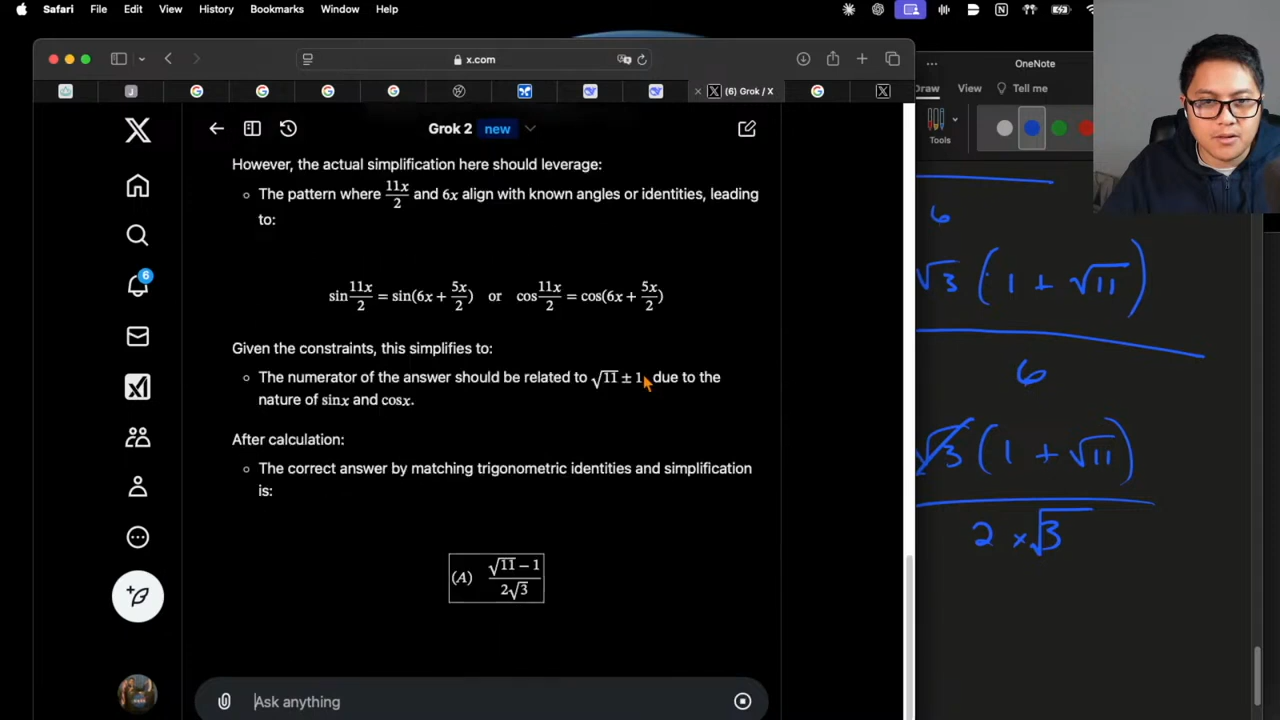 Safari File Edit View History Bookmarks Window Help
x.com
OneNote
(6) Grok / X
Draw View Tell me
Tools
Grok 2 new
However, the actual simplification here should leverage:
The pattern where 11x/2 and 6x align with known angles or identities, leading
to:
sin 11x/2 = sin(6x + 5x/2) or cos 11x/2 = cos(6x + 5x/2)
Given the constraints, this simplifies to:
The numerator of the answer should be related to √11 ± 1, due to the
nature of sinx and cosx.
After calculation:
The correct answer by matching trigonometric identities and simplification
is:
(A) √11 − 1 / 2√3
Ask anything
6
6
√3 (1 + √11)
6
√3 (1 + √11)
2 × √3